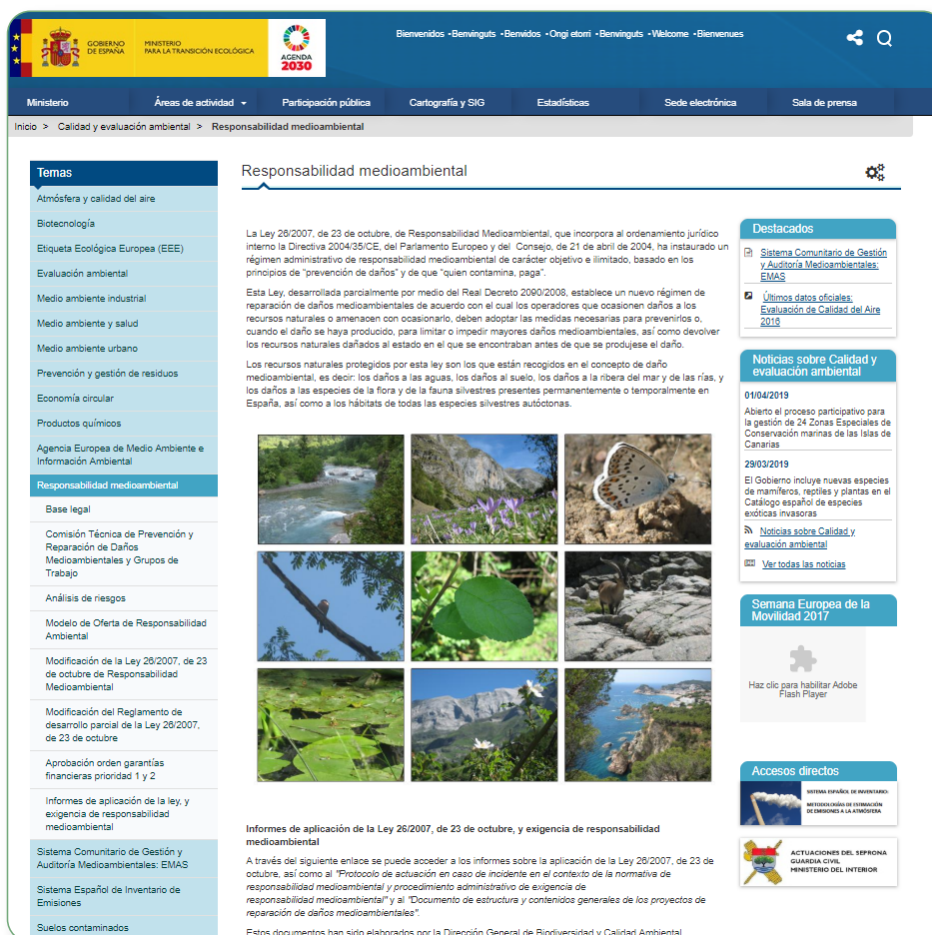 GOBIERNO
DE ESPAÑA
MINISTERIO
PARA LA TRANSICIÓN ECOLÓGICA
AGENDA
2030
Bienvenidos -Benvinguts -Benvidos -Ongi etorri -Benvinguts -Welcome -Bienvenues
Ministerio
Áreas de actividad
Participación pública
Cartografía y SIG
Estadísticas
Sede electrónica
Sala de prensa
Inicio > Calidad y evaluación ambiental > Responsabilidad medioambiental
Temas
Atmósfera y calidad del aire
Biotecnología
Etiqueta Ecológica Europea (EEE)
Evaluación ambiental
Medio ambiente industrial
Medio ambiente y salud
Medio ambiente urbano
Prevención y gestión de residuos
Economía circular
Productos químicos
Agencia Europea de Medio Ambiente e
Información Ambiental
Responsabilidad medioambiental
Base legal
Comisión Técnica de Prevención y
Reparación de Daños
Medioambientales y Grupos de
Trabajo
Análisis de riesgos
Modelo de Oferta de Responsabilidad
Ambiental
Modificación de la Ley 26/2007, de 23
de octubre de Responsabilidad
Medioambiental
Modificación del Reglamento de
desarrollo parcial de la Ley 26/2007,
de 23 de octubre
Aprobación orden garantías
financieras prioridad 1 y 2
Informes de aplicación de la ley, y
exigencia de responsabilidad
medioambiental
Sistema Comunitario de Gestión y
Auditoría Medioambientales: EMAS
Sistema Español de Inventario de
Emisiones
Suelos contaminados
Responsabilidad medioambiental
La Ley 26/2007, de 23 de octubre, de Responsabilidad Medioambiental, que incorpora al ordenamiento jurídico
interno la Directiva 2004/35/CE, del Parlamento Europeo y del Consejo, de 21 de abril de 2004, ha instaurado un
régimen administrativo de responsabilidad medioambiental de carácter objetivo e ilimitado, basado en los
principios de "prevención de daños" y de que "quien contamina, paga".
Esta Ley, desarrollada parcialmente por medio del Real Decreto 2090/2008, establece un nuevo régimen de
reparación de daños medioambientales de acuerdo con el cual los operadores que ocasionen daños a los
recursos naturales o amenacen con ocasionarlo, deben adoptar las medidas necesarias para prevenirlos o,
cuando el daño se haya producido, para limitar o impedir mayores daños medioambientales, así como devolver
los recursos naturales dañados al estado en el que se encontraban antes de que se produjese el daño.
Los recursos naturales protegidos por esta ley son los que están recogidos en el concepto de daño
medioambiental, es decir: los daños a las aguas, los daños al suelo, los daños a la ribera del mar y de las rías, y
los daños a las especies de la flora y de la fauna silvestres presentes permanentemente o temporalmente en
España, así como a los hábitats de todas las especies silvestres autóctonas.
Informes de aplicación de la Ley 26/2007, de 23 de octubre, y exigencia de responsabilidad
medioambiental
A través del siguiente enlace se puede acceder a los informes sobre la aplicación de la Ley 26/2007, de 23 de
octubre, así como al "Protocolo de actuación en caso de incidente en el contexto de la normativa de
responsabilidad medioambiental y procedimiento administrativo de exigencia de
responsabilidad medioambiental" y al "Documento de estructura y contenidos generales de los proyectos de
reparación de daños medioambientales".
Estos documentos han sido elaborados por la Dirección General de Biodiversidad y Calidad Ambiental
Destacados
Sistema Comunitario de Gestión
y Auditoría Medioambientales:
EMAS
Últimos datos oficiales:
Evaluación de Calidad del Aire
2016
Noticias sobre Calidad y
evaluación ambiental
01/04/2019
Abierto el proceso participativo para
la gestión de 24 Zonas Especiales de
Conservación marinas de las Islas de
Canarias
29/03/2019
El Gobierno incluye nuevas especies
de mamíferos, reptiles y plantas en el
Catálogo español de especies
exóticas invasoras
Noticias sobre Calidad y
evaluación ambiental
Ver todas las noticias
Semana Europea de la
Movilidad 2017
Haz clic para habilitar Adobe
Flash Player
Accesos directos
SISTEMA ESPAÑOL DE INVENTARIO:
METODOLOGÍAS DE ESTIMACIÓN
DE EMISIONES A LA ATMÓSFERA
ACTUACIONES DEL SEPRONA
GUARDIA CIVIL
MINISTERIO DEL INTERIOR